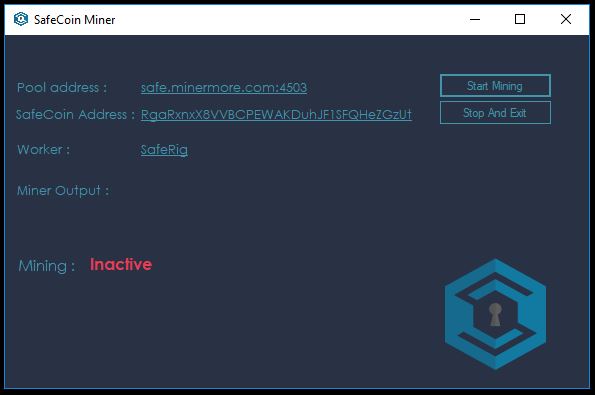 SafeCoin Miner
Pool address : safe.minermore.com:4503
Start Mining
SafeCoin Address : RgaRxnxX8VVBCPEWAKDuhJF1SFQHeZGzUt
Stop And Exit
Worker : SafeRig
Miner Output :
Mining : Inactive